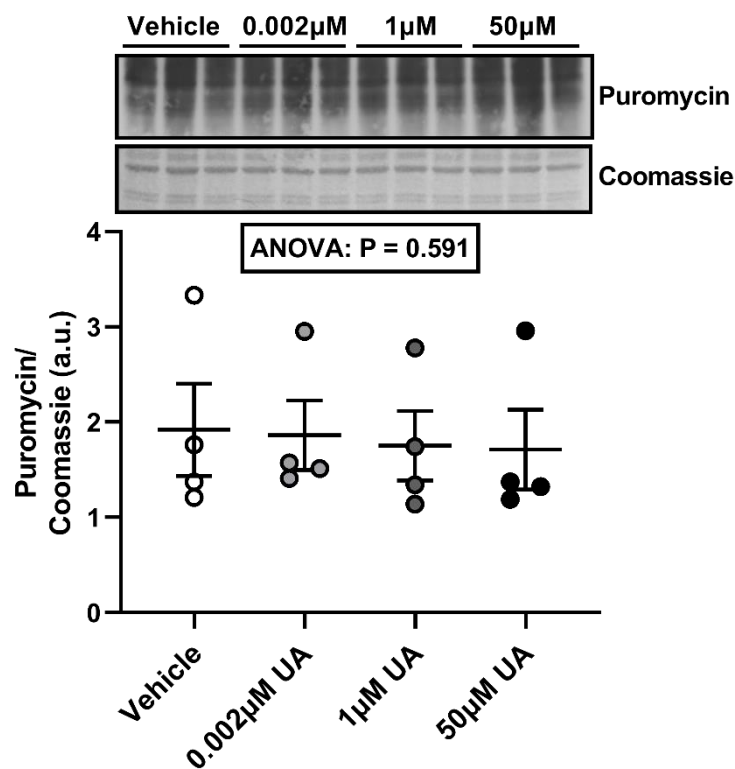 Vehicle 0.002µM 1µM 50µM
Puromycin
Coomassie
ANOVA: P = 0.591
Puromycin/
Coomassie (a.u.)
4
3
2
1
0
Vehicle
0.002µM UA
1µM UA
50µM UA